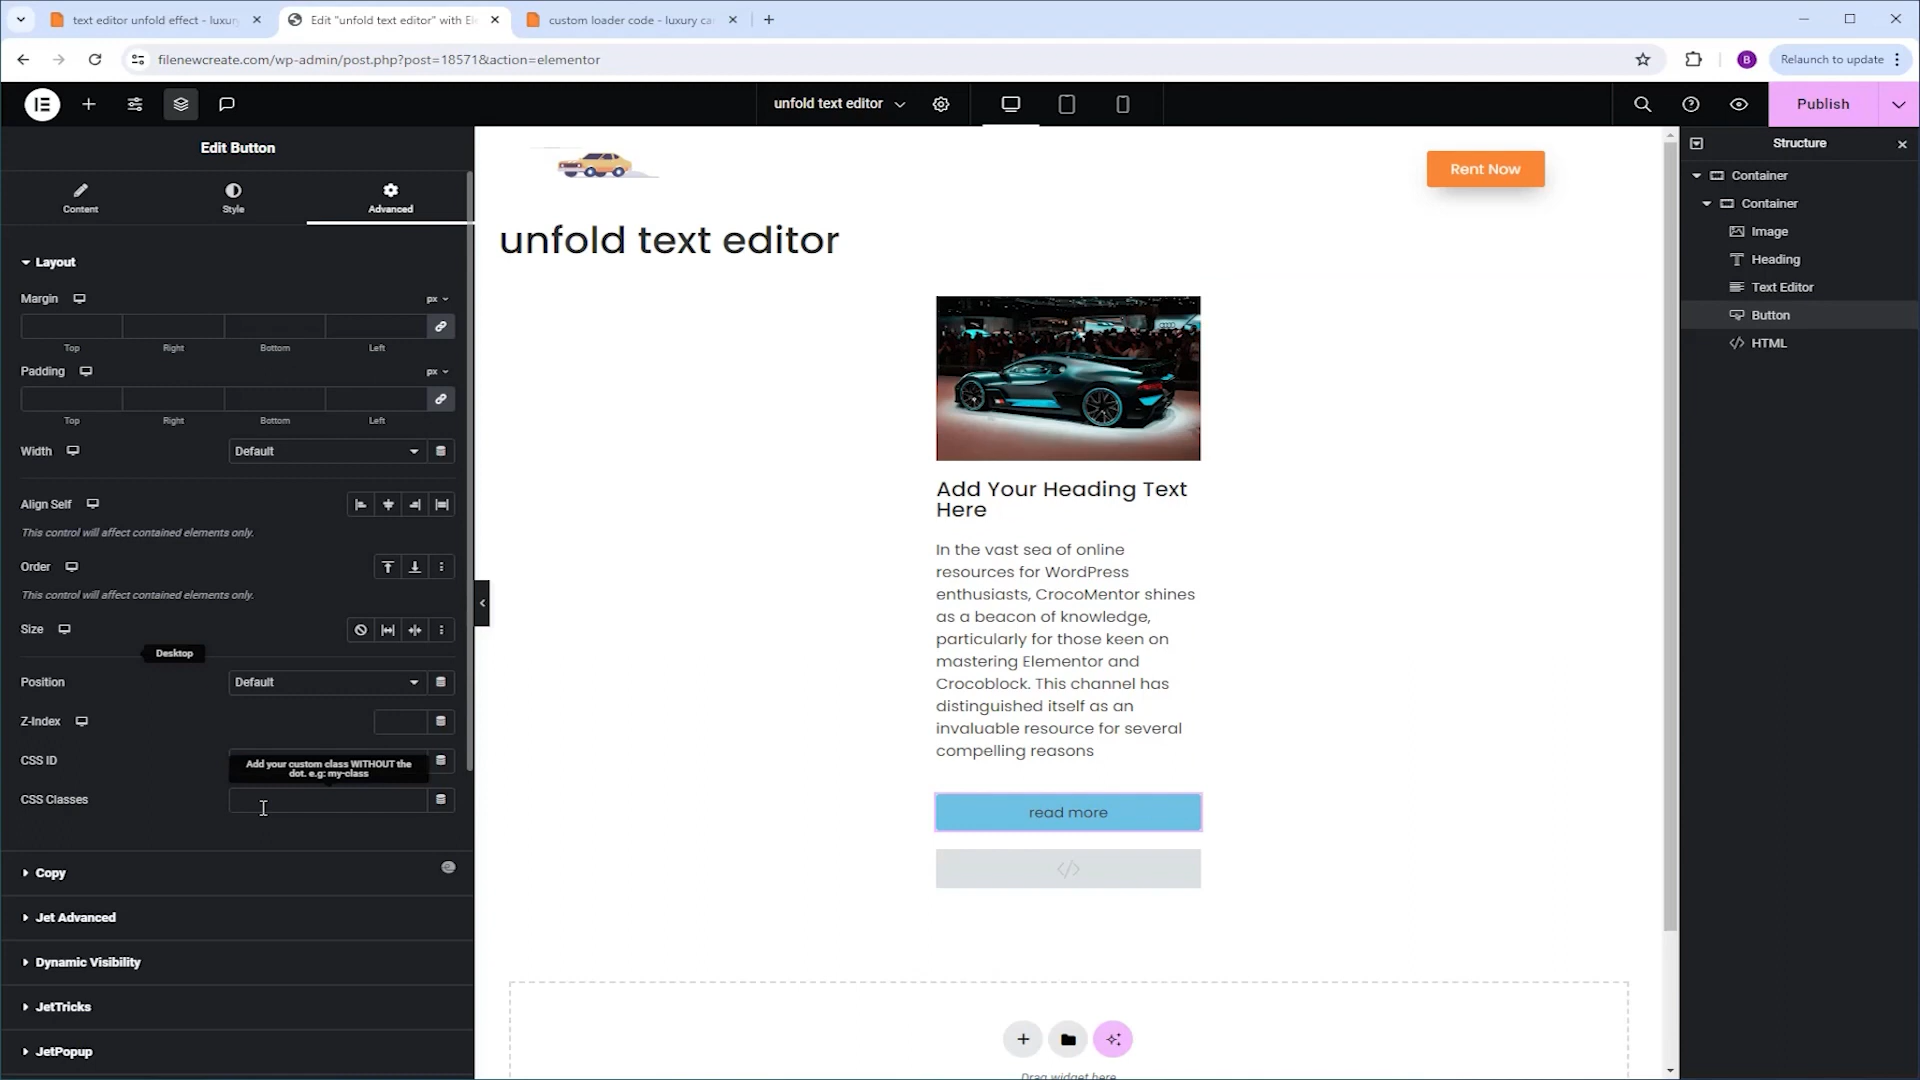 text editor unfold effect - luxury
Edit "unfold text editor" with El
custom loader code - luxury ca
filenewcreate.com/wp-admin/post.php?post=18571&action=elementor
B
Relaunch to update
unfold text editor
Publish
Edit Button
Content
Style
Advanced
Layout
Margin
px
Top
Right
Bottom
Left
Padding
px
Top
Right
Bottom
Left
Width
Default
Align Self
This control will affect contained elements only.
Order
This control will affect contained elements only.
Size
Desktop
Position
Default
Z-Index
CSS ID
Add your custom class WITHOUT the
dot. e.g: my-class
CSS Classes
Copy
Jet Advanced
Dynamic Visibility
JetTricks
JetPopup
Rent Now
unfold text editor
Add Your Heading Text
Here
In the vast sea of online
resources for WordPress
enthusiasts, CrocoMentor shines
as a beacon of knowledge,
particularly for those keen on
mastering Elementor and
Crocoblock. This channel has
distinguished itself as an
invaluable resource for several
compelling reasons
read more
Drag widget here
Structure
Container
Container
Image
Heading
Text Editor
Button
HTML